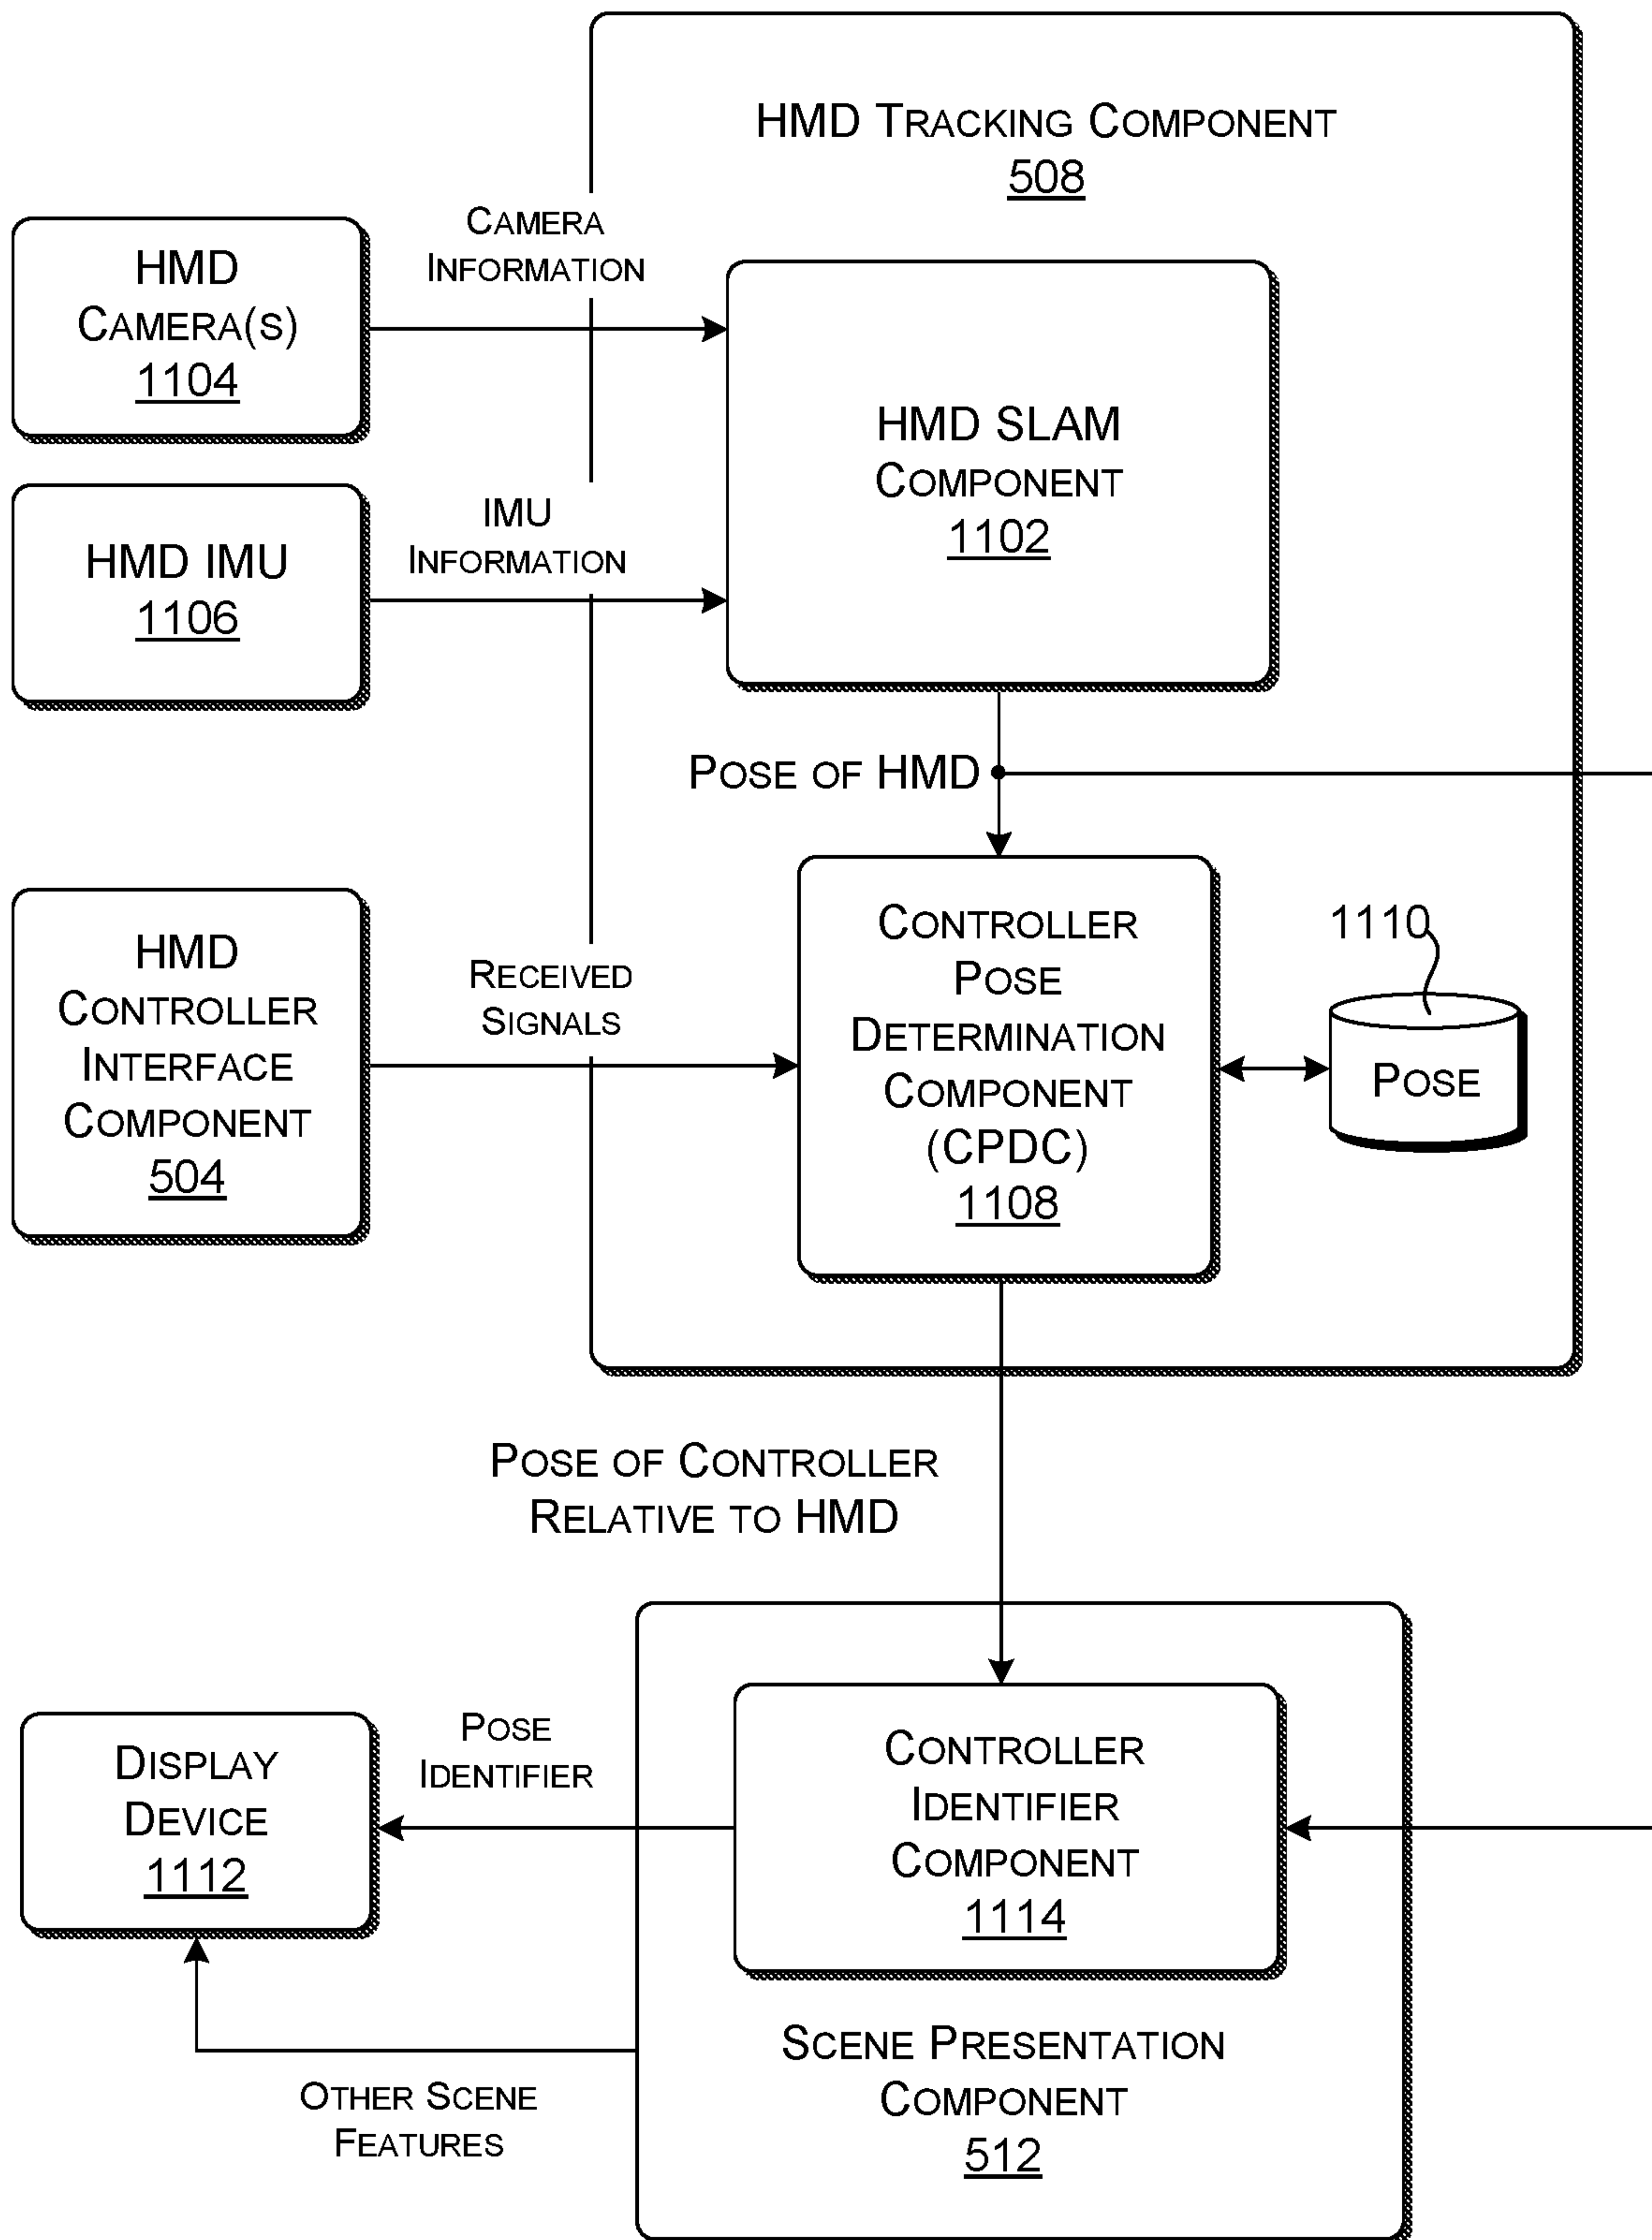 HMD TRACKING COMPONENT
508
CAMERA
INFORMATION
HMD
CAMERA(S)
1104
HMD SLAM
COMPONENT
1102
IMU
INFORMATION
HMD IMU
1106
POSE OF HMD
HMD
CONTROLLER
INTERFACE
COMPONENT
504
RECEIVED
SIGNALS
CONTROLLER
POSE
DETERMINATION
COMPONENT
(CPDC)
1108
1110
POSE
POSE OF CONTROLLER
RELATIVE TO HMD
DISPLAY
DEVICE
1112
POSE
IDENTIFIER
CONTROLLER
IDENTIFIER
COMPONENT
1114
OTHER SCENE
FEATURES
SCENE PRESENTATION
COMPONENT
512